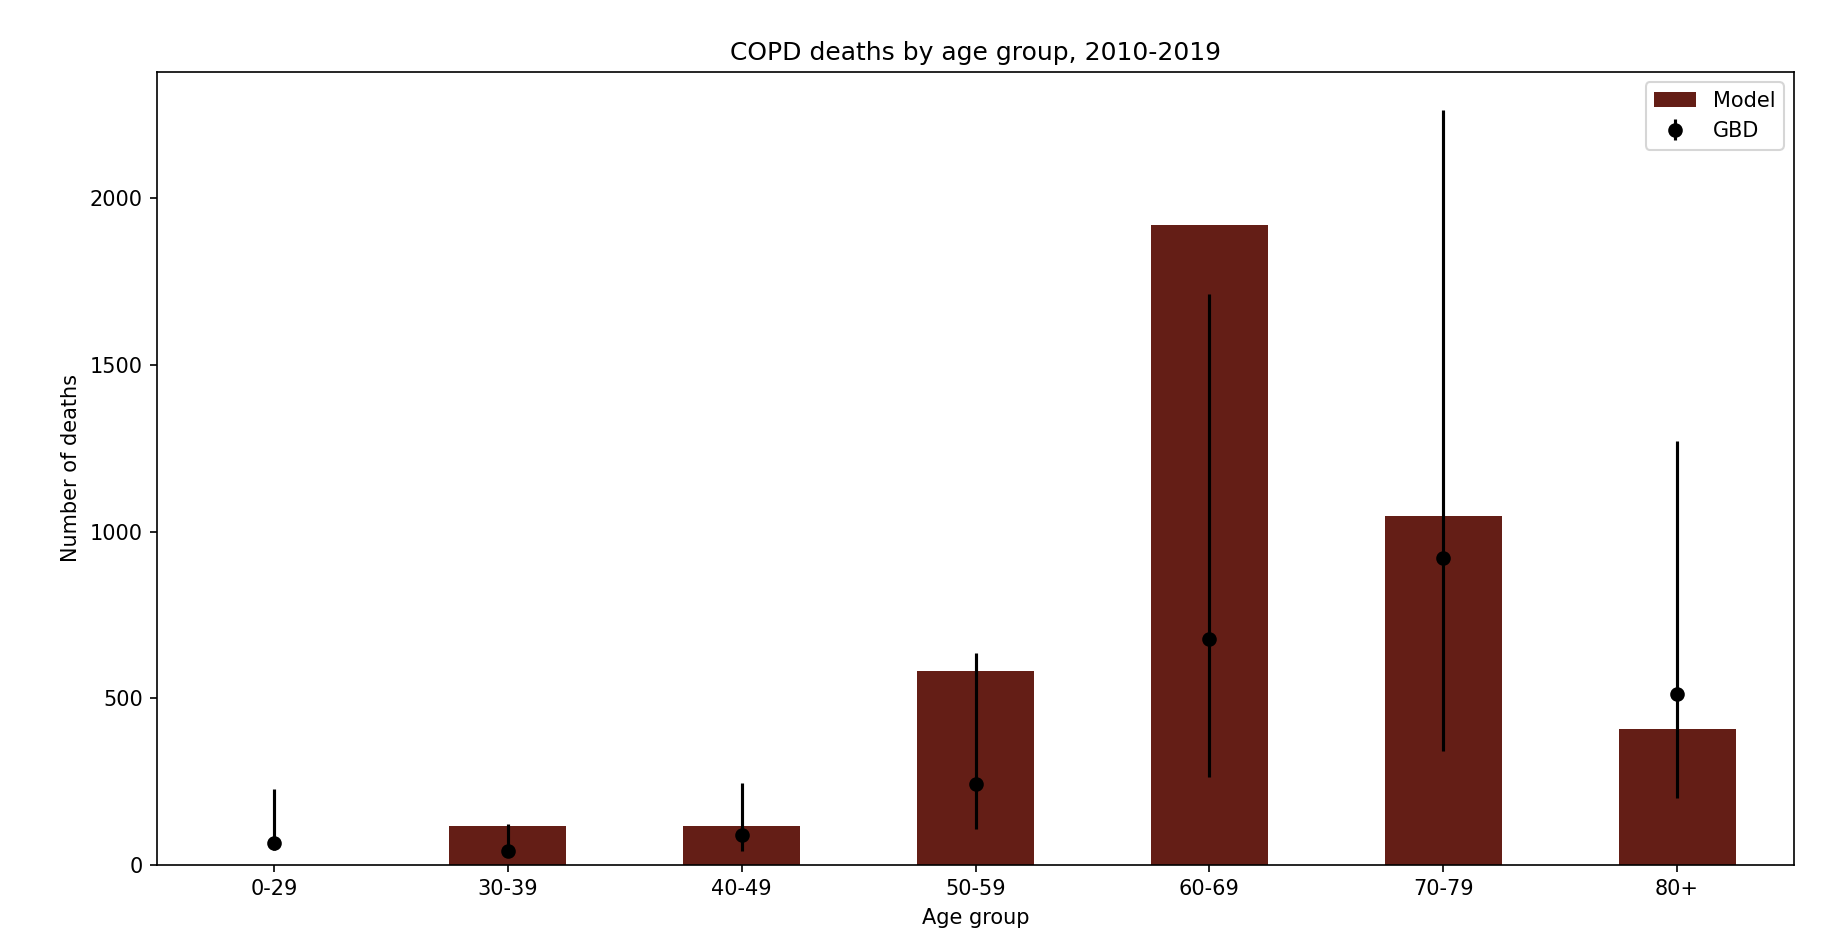 COPD deaths by age group, 2010-2019
Model
GBD
Number of deaths
2000
1500
1000
500
0
0-29 30-39 40-49 50-59 60-69 70-79 80+
Age group